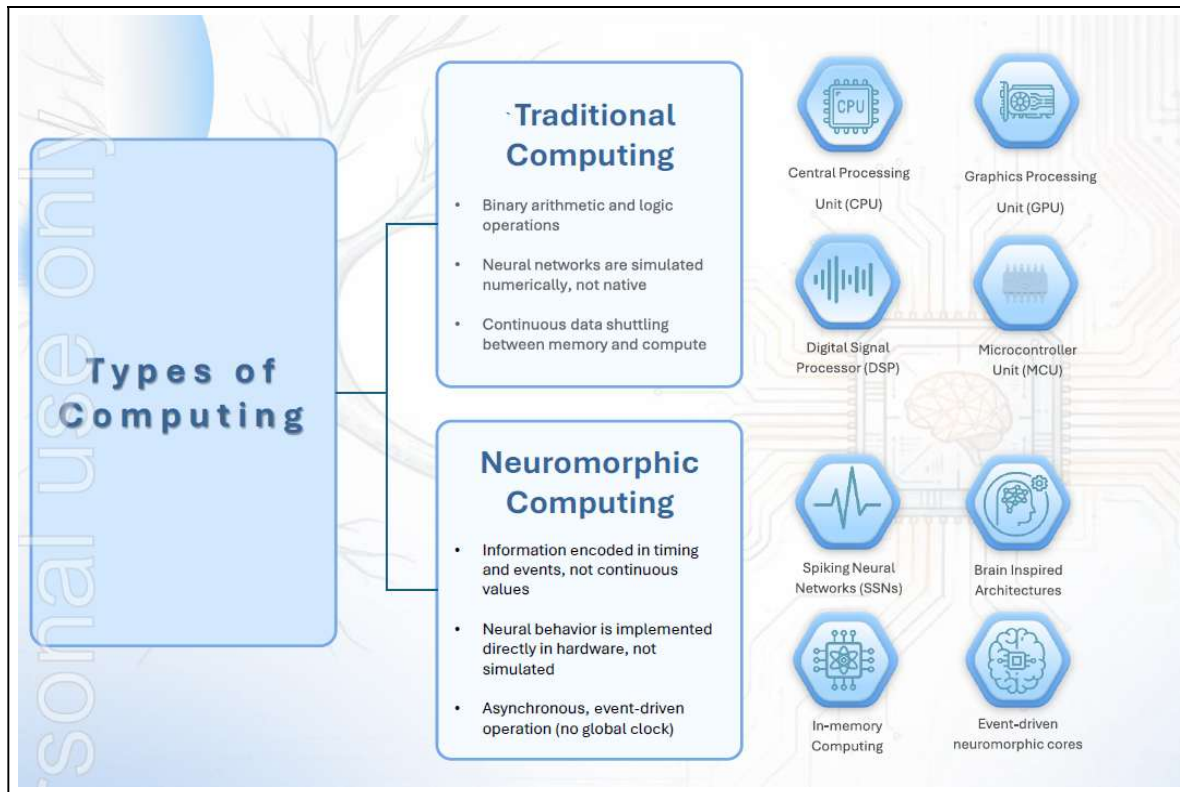 Types of
Computing
`Traditional
Computing
• Binary arithmetic and logic
operations
• Neural networks are simulated
numerically, not native
• Continuous data shuttling
between memory and compute
Neuromorphic
Computing
• Information encoded in timing
and events, not continuous
values
• Neural behavior is implemented
directly in hardware, not
simulated
• Asynchronous, event-driven
operation (no global clock)
CPU
Central Processing
Unit (CPU)
Graphics Processing
Unit (GPU)
Digital Signal
Processor (DSP)
Microcontroller
Unit (MCU)
Spiking Neural
Networks (SSNs)
Brain Inspired
Architectures
In-memory
Computing
Event-driven
neuromorphic cores
rsonal use only